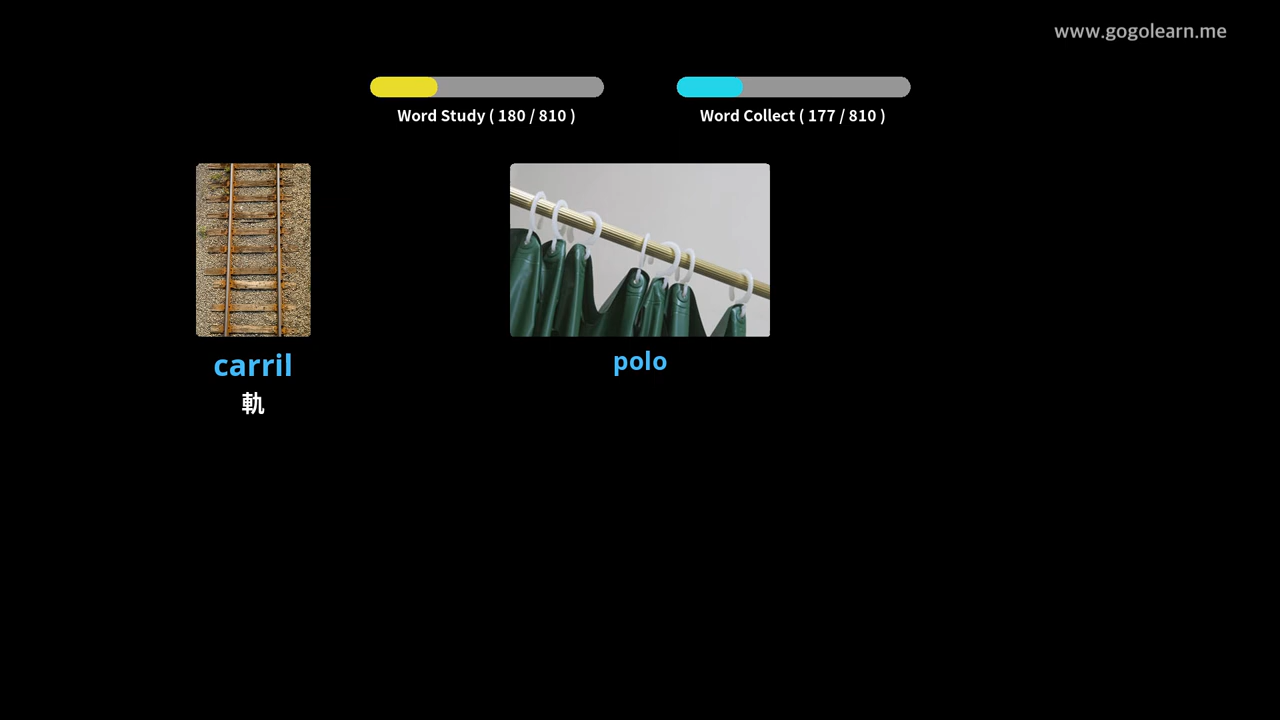 www.gogolearn.me
Word Study ( 180 / 810 )
Word Collect ( 177 / 810 )
carril
軌
polo